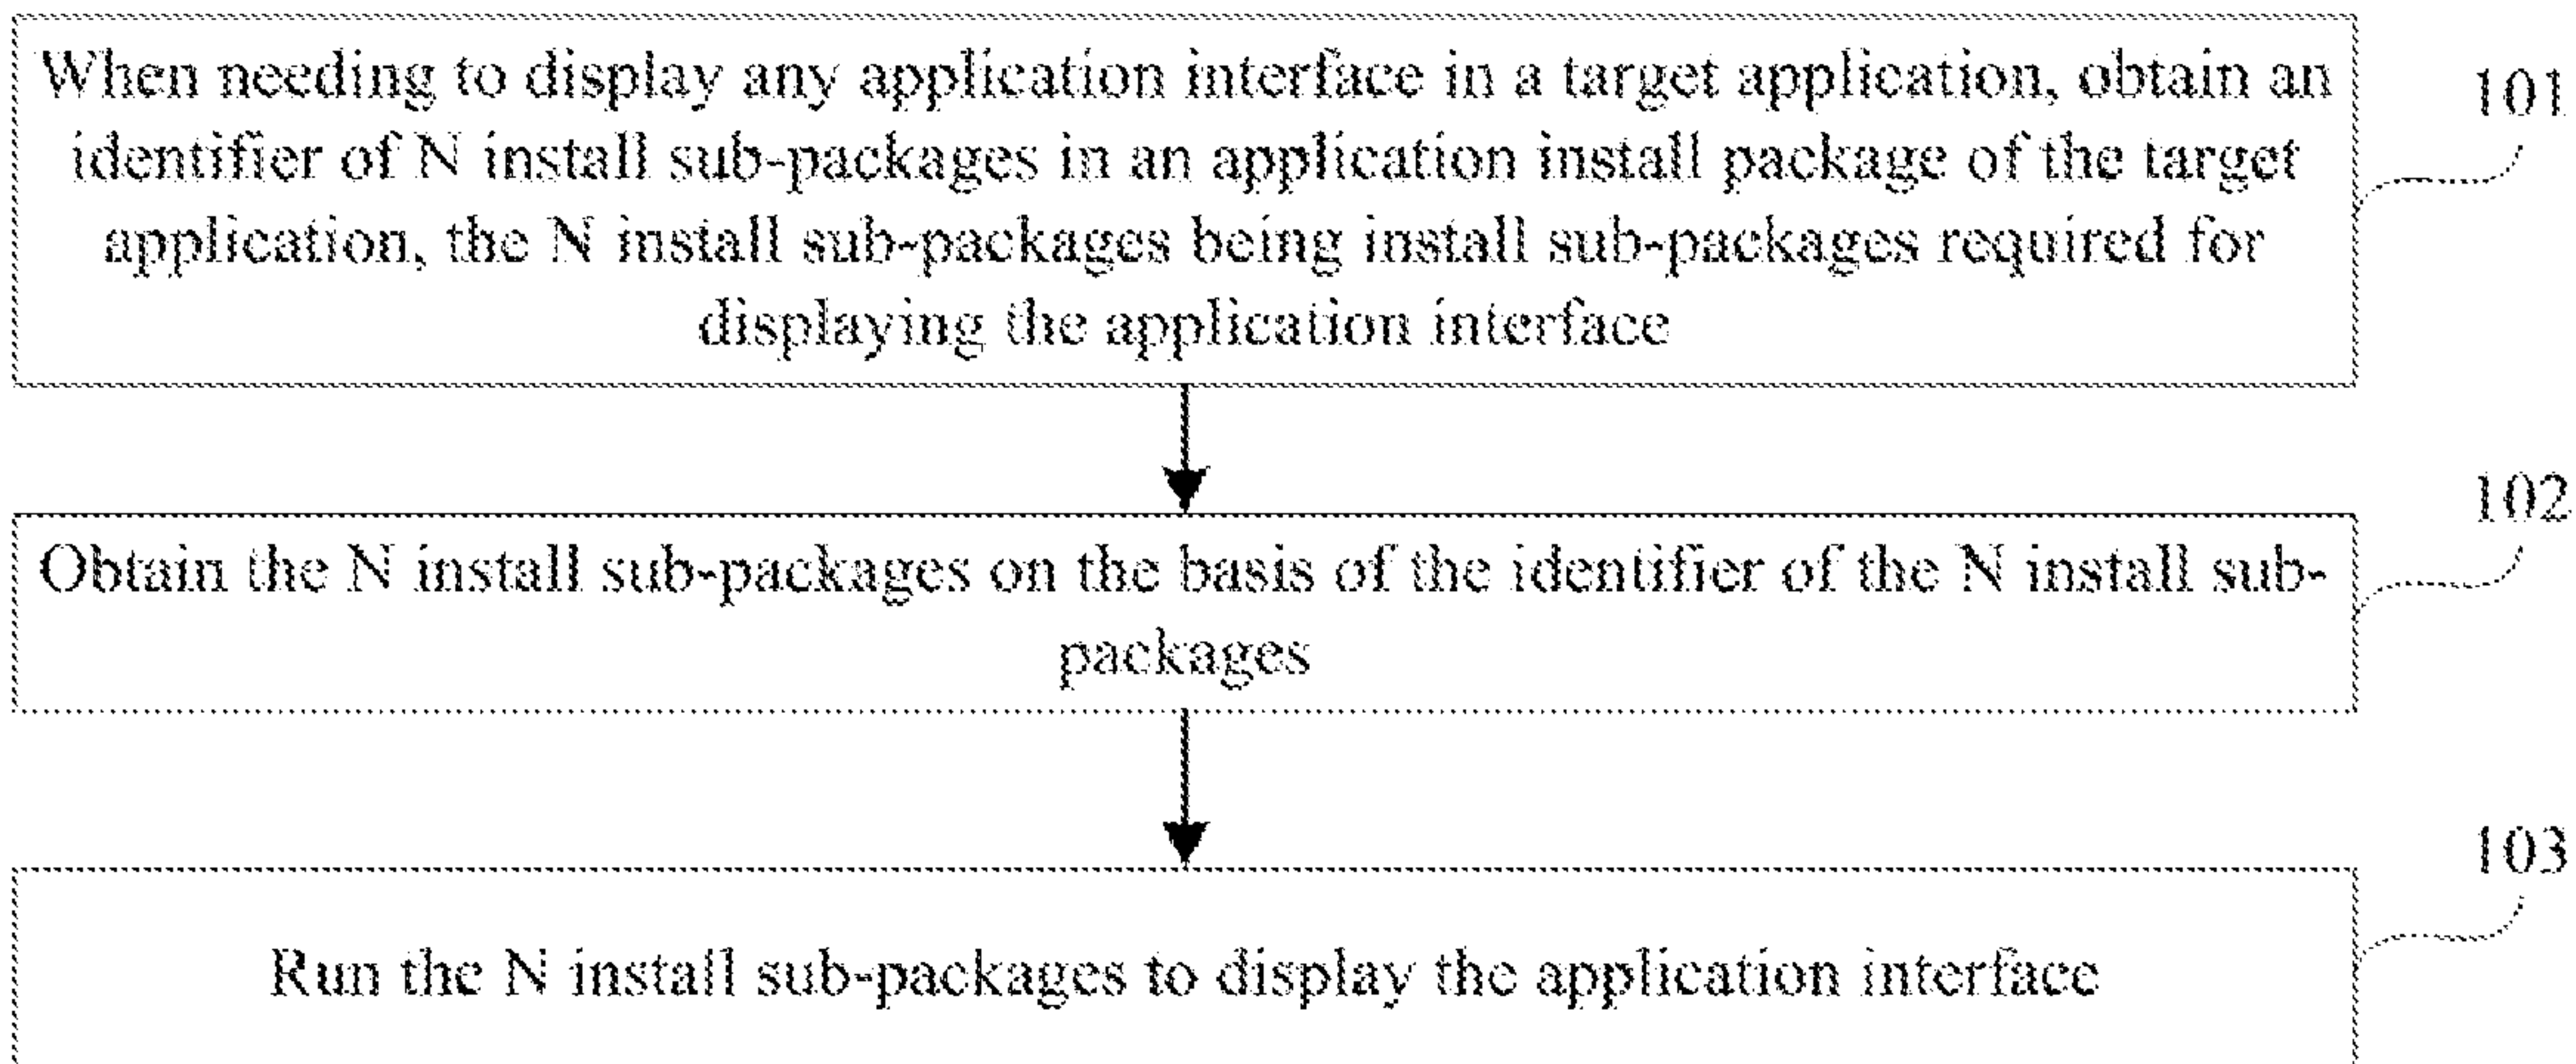 When needing to display any application interface in a target application, obtain an
identifier of N install sub-packages in an application install package of the target
application, the N install sub-packages being install sub-packages required for
displaying the application interface
101
Obtain the N install sub-packages on the basis of the identifier of the N install sub-
packages
102
Run the N install sub-packages to display the application interface
103